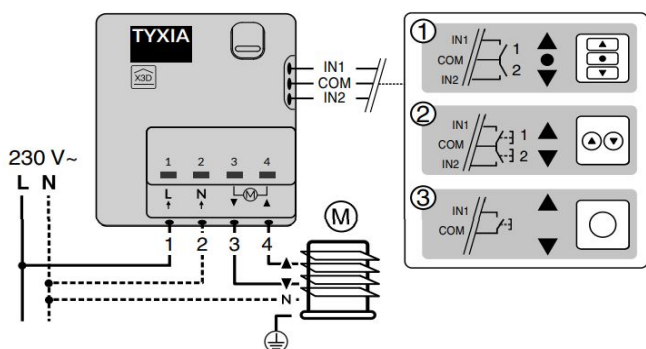 TYXIA
X3D
IN1
COM
IN2
1 2 3 4
L N M
230 V~
L N
1 2 3 4
M
N
1
IN1
COM
IN2
1
2
2
IN1
COM
IN2
1
2
3
IN1
COM